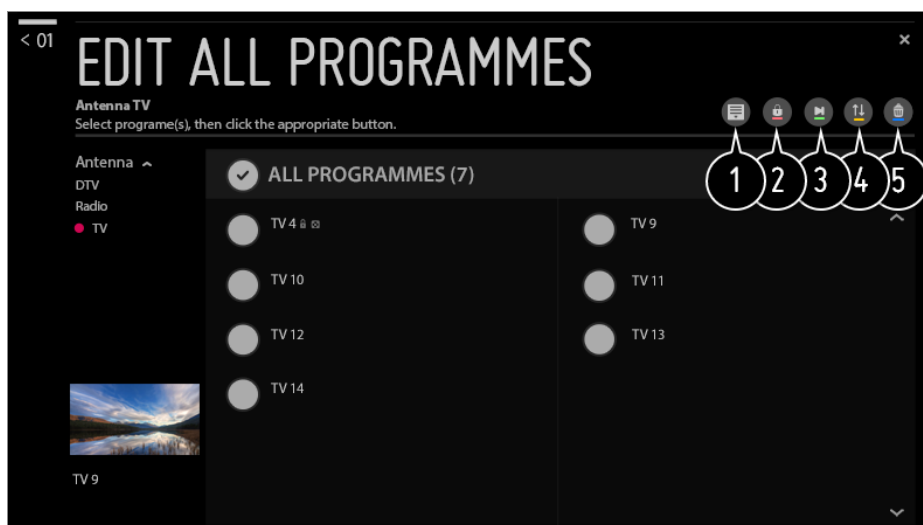 < 01
EDIT ALL PROGRAMMES
Antenna TV
Select programe(s), then click the appropriate button.
1 2 3 4 5
Antenna
DTV
Radio
TV
ALL PROGRAMMES (7)
TV 4
TV 9
TV 10
TV 11
TV 12
TV 13
TV 14
TV 9